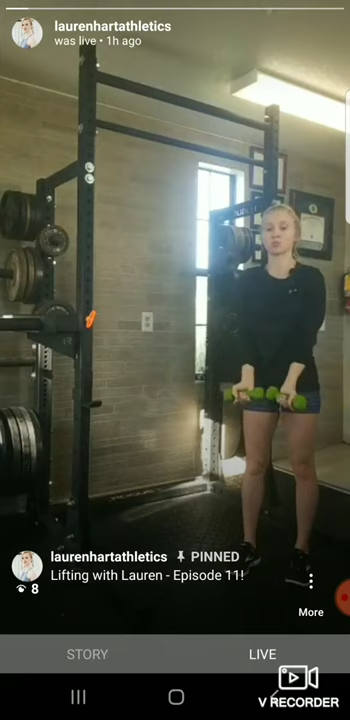 laurenhartathletics
was live • 1h ago
laurenhartathletics PINNED
Lifting with Lauren - Episode 11!
8
More
STORY
LIVE
V RECORDER